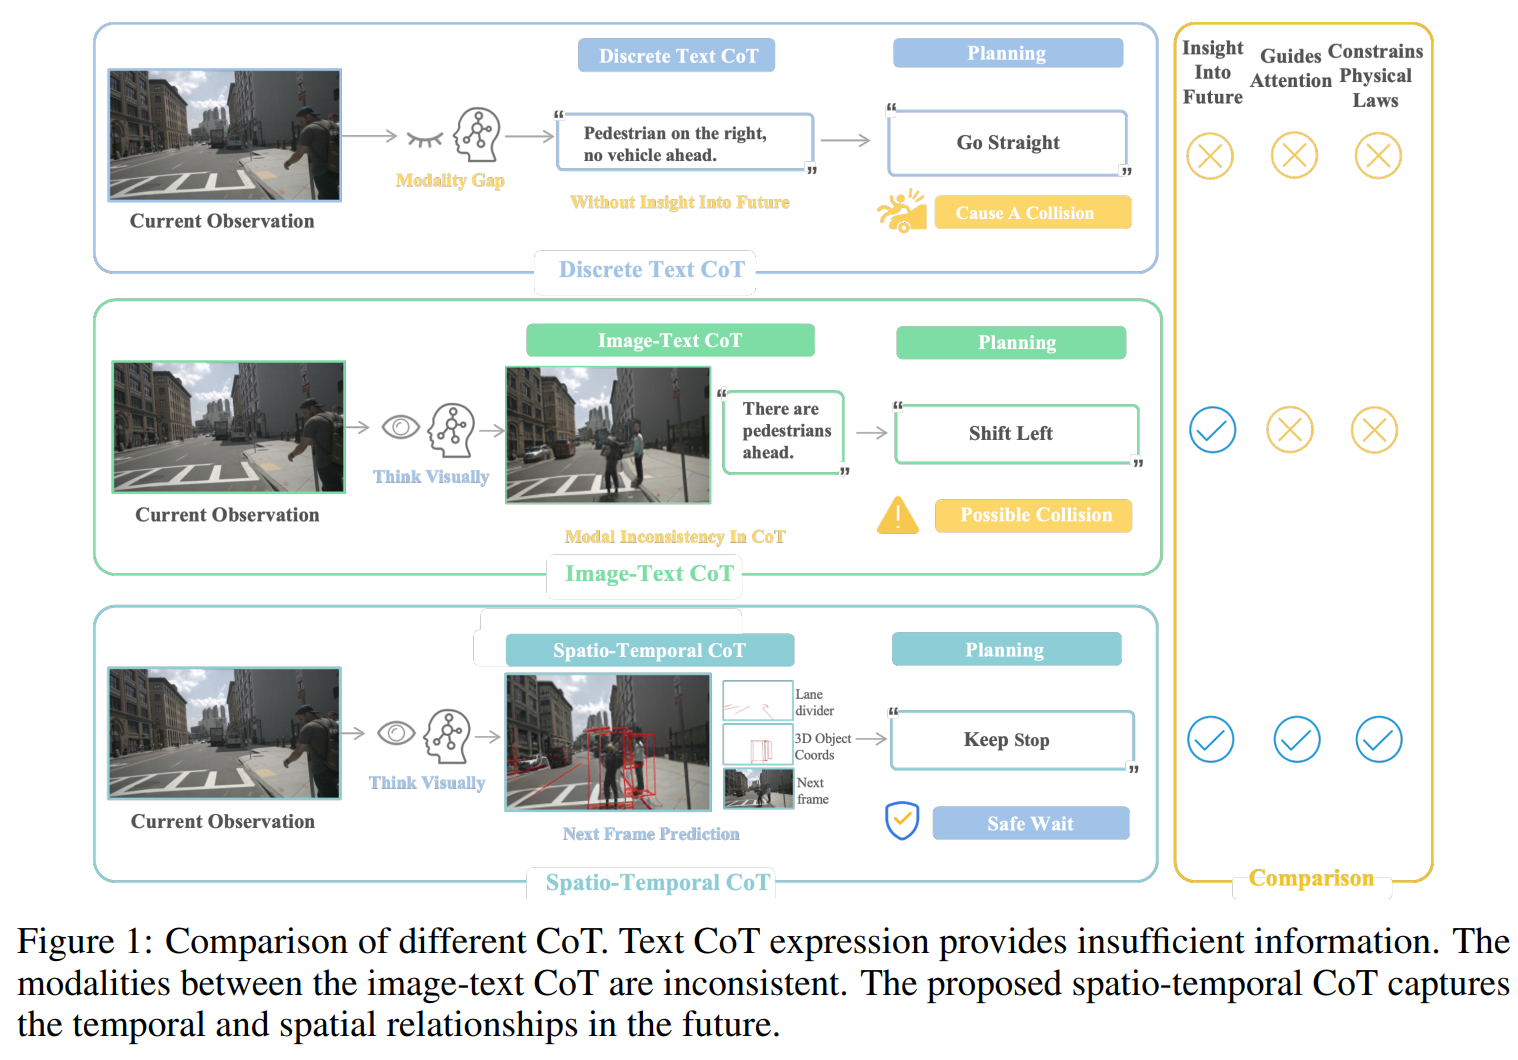 Discrete Text CoT
Planning
“
Pedestrian on the right,
no vehicle ahead.
”
“
Go Straight
”
Modality Gap
Without Insight Into Future
Cause A Collision
Current Observation
Discrete Text CoT
Image-Text CoT
Planning
“
There are
pedestrians
ahead.
”
“
Shift Left
”
Think Visually
Current Observation
Modal Inconsistency In CoT
Possible Collision
Image-Text CoT
Spatio-Temporal CoT
Planning
Lane
divider
3D Object
Coords
Next
frame
“
Keep Stop
”
Think Visually
Current Observation
Next Frame Prediction
Safe Wait
Spatio-Temporal CoT
Insight
Into
Future
Guides
Attention
Constrains
Physical
Laws
Comparison
Figure 1: Comparison of different CoT. Text CoT expression provides insufficient information. The
modalities between the image-text CoT are inconsistent. The proposed spatio-temporal CoT captures
the temporal and spatial relationships in the future.